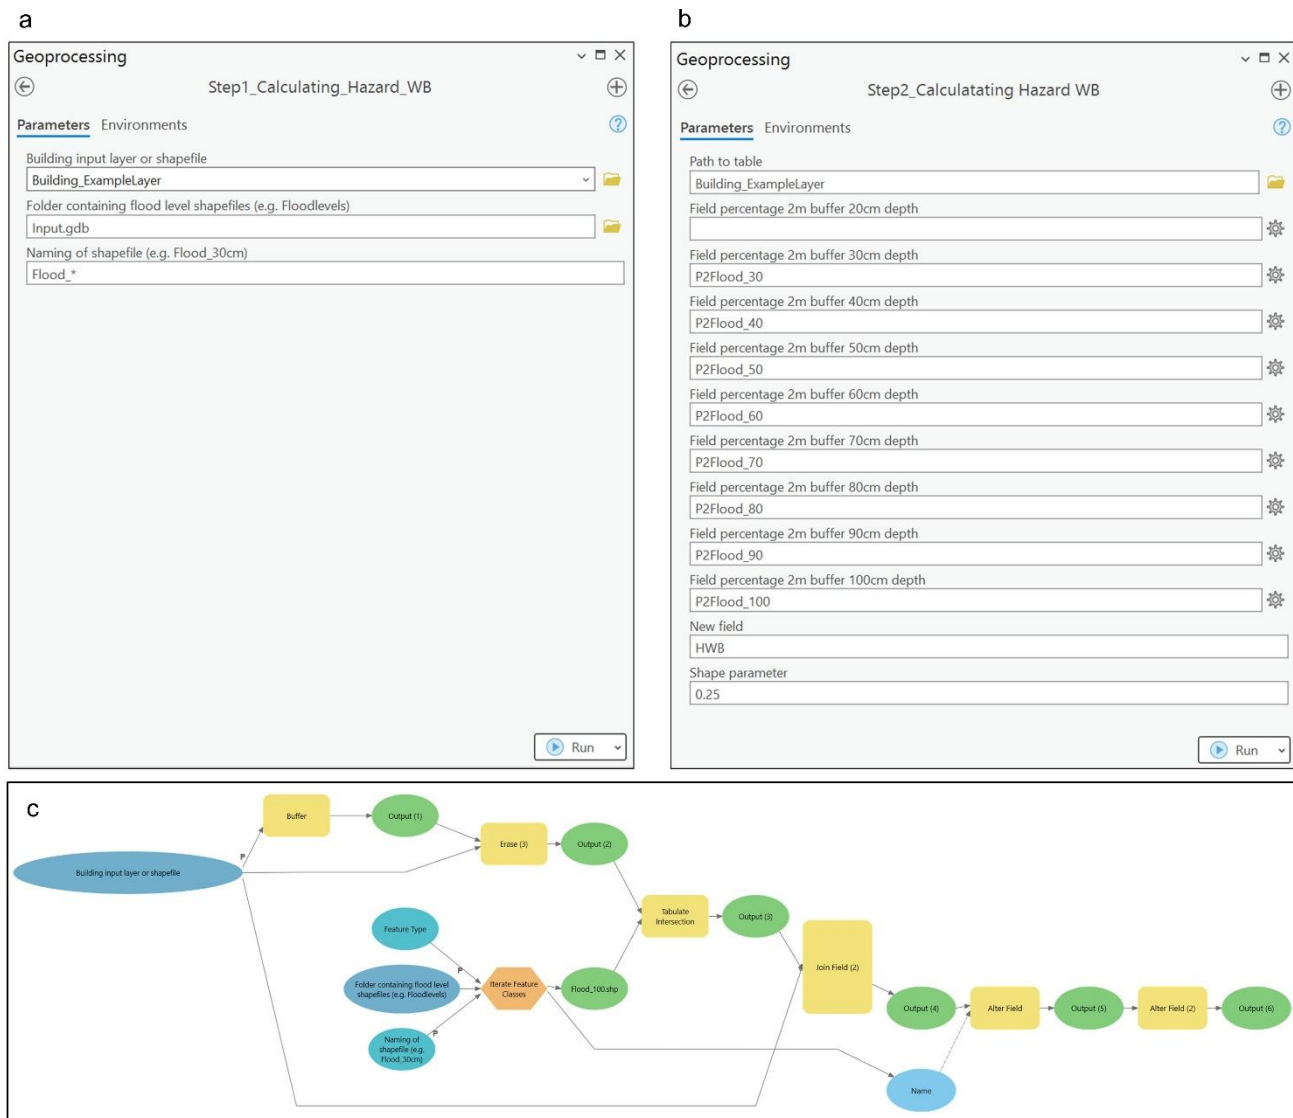 a
Geoprocessing
Step1_Calculating_Hazard_WB
Parameters Environments
Building input layer or shapefile
Building_ExampleLayer
Folder containing flood level shapefiles (e.g. Floodlevels)
Input.gdb
Naming of shapefile (e.g. Flood_30cm)
Flood_*
Run
b
Geoprocessing
Step2_Calculatating Hazard WB
Parameters Environments
Path to table
Building_ExampleLayer
Field percentage 2m buffer 20cm depth
Field percentage 2m buffer 30cm depth
P2Flood_30
Field percentage 2m buffer 40cm depth
P2Flood_40
Field percentage 2m buffer 50cm depth
P2Flood_50
Field percentage 2m buffer 60cm depth
P2Flood_60
Field percentage 2m buffer 70cm depth
P2Flood_70
Field percentage 2m buffer 80cm depth
P2Flood_80
Field percentage 2m buffer 90cm depth
P2Flood_90
Field percentage 2m buffer 100cm depth
P2Flood_100
New field
HWB
Shape parameter
0.25
Run
c
Buffer
Output (1)
P
Erase (3)
Output (2)
Building input layer or shapefile
Tabulate
Intersection
Output (3)
Feature Type
P
Join Field (2)
Folder containing flood level
shapefiles (e.g. Floodlevels)
Iterate Feature
Classes
Flood_100.shp
Output (4)
Alter Field
Output (5)
Alter Field (2)
Output (6)
P
Naming of
shapefile (e.g.
Flood_30cm)
Name